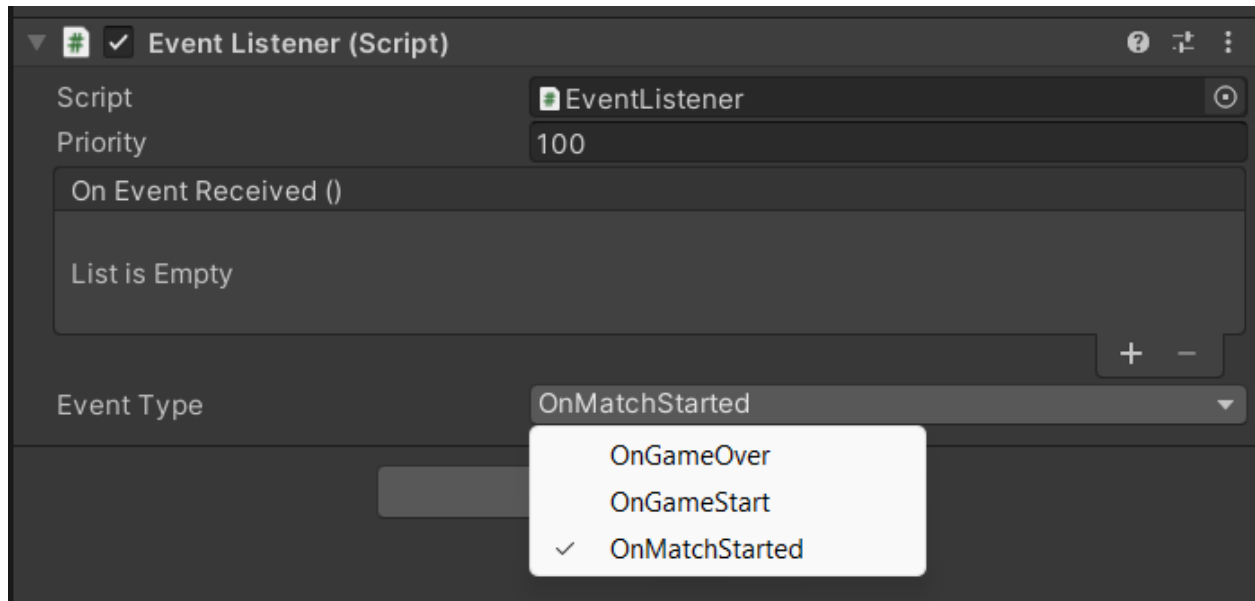 Event Listener (Script)
Script EventListener
Priority 100
On Event Received ()
List is Empty
Event Type OnMatchStarted
OnGameOver
OnGameStart
OnMatchStarted